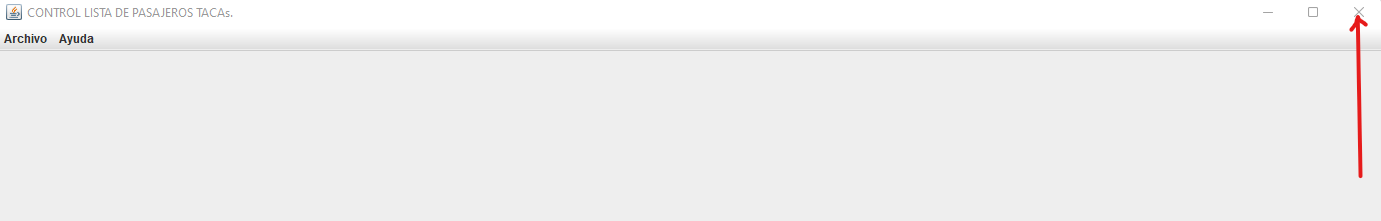 CONTROL LISTA DE PASAJEROS TACAs.
Archivo Ayuda